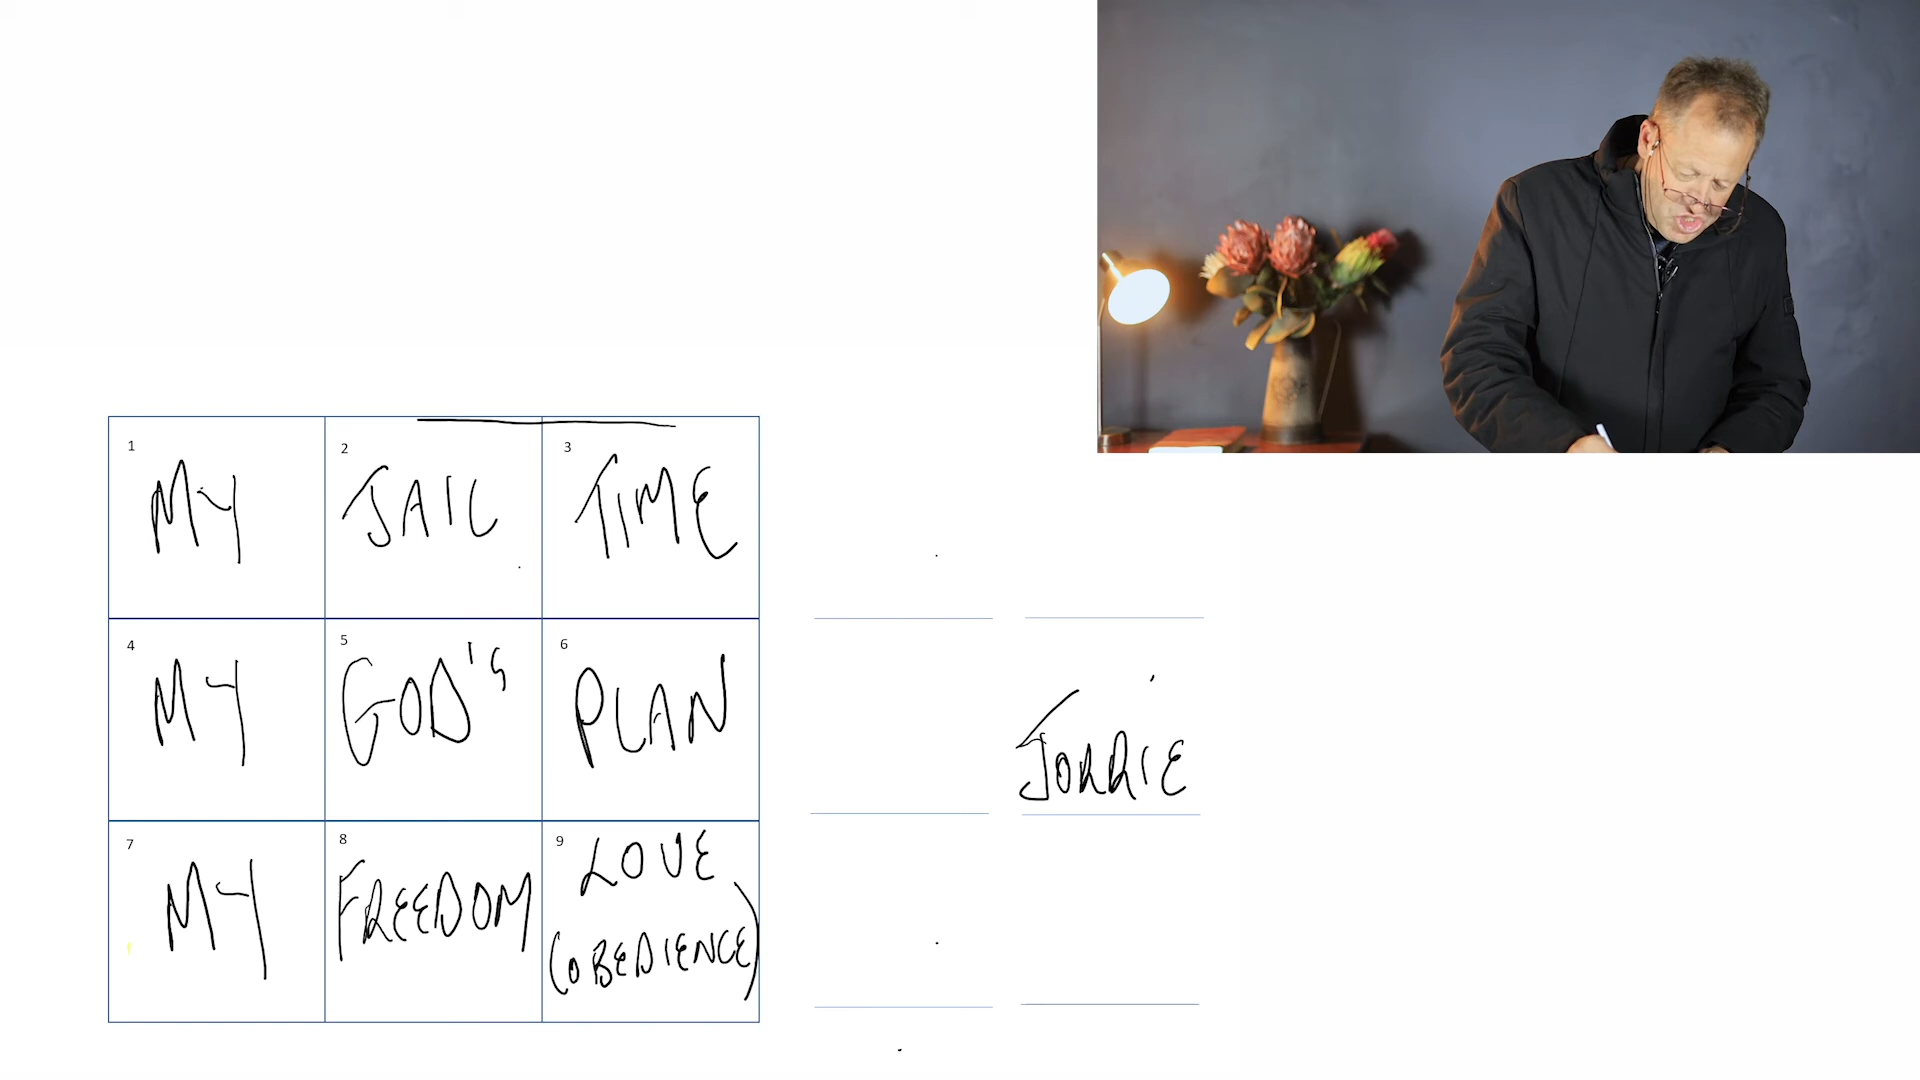 1 MY
2 JAIL
3 TIME
4 MY
5 GOD'S
6 PLAN
JORRIE
7 MY
8 FREEDOM
9 LOVE
(OBEDIENCE)